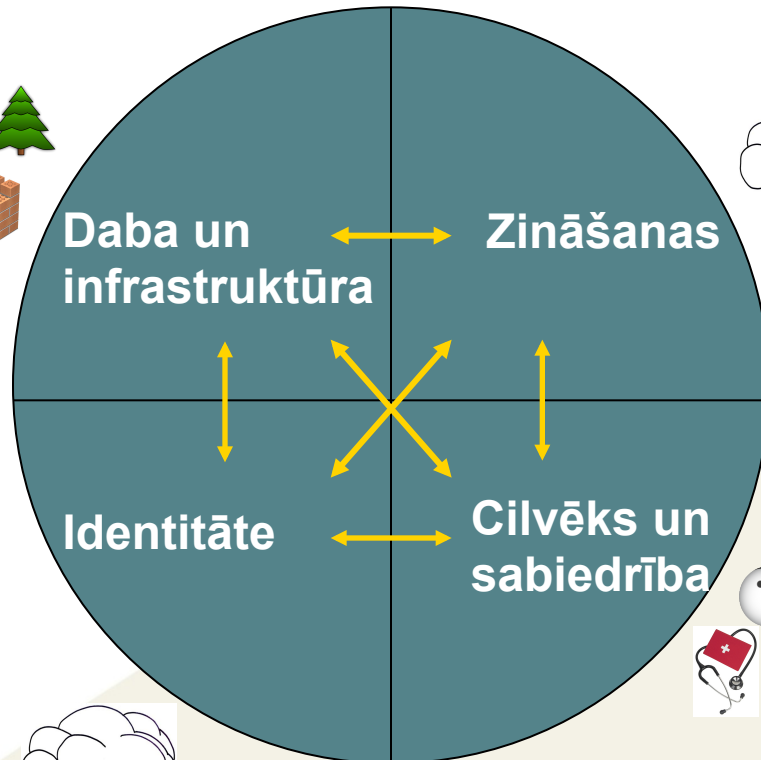 Daba un
infrastruktūra
Zināšanas
Identitāte
Cilvēks un
sabiedrība